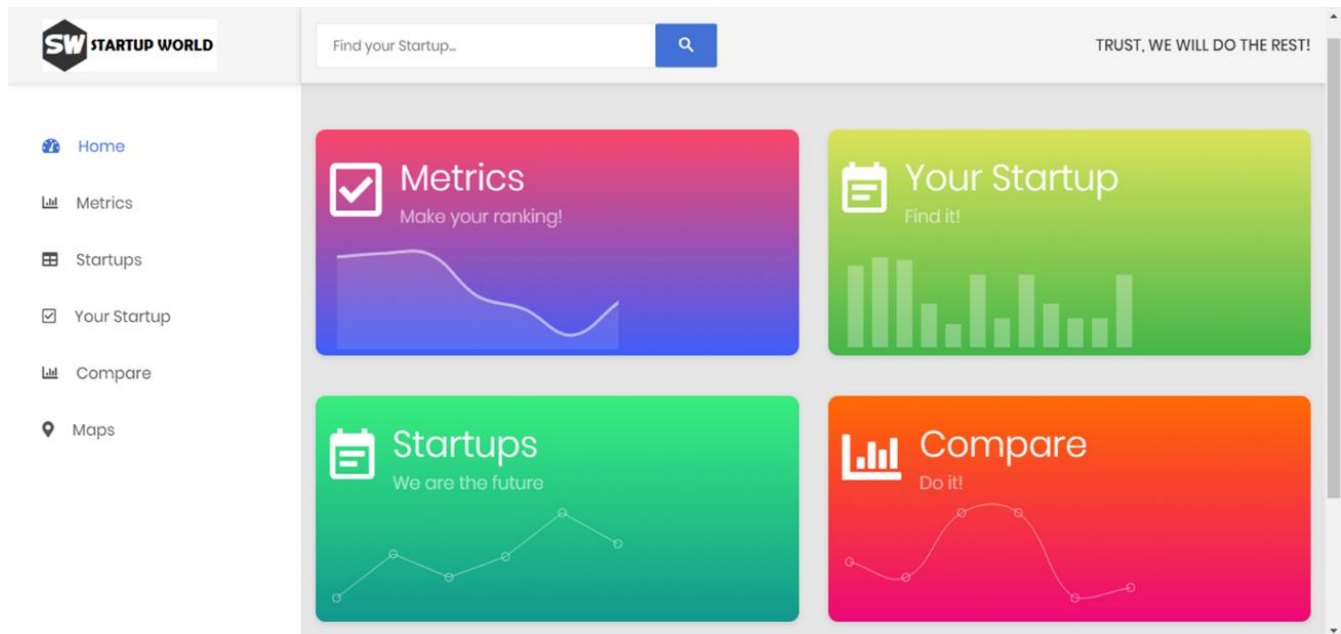 SW STARTUP WORLD
Find your Startup...
TRUST, WE WILL DO THE REST!
Home
Metrics
Startups
Your Startup
Compare
Maps
Metrics
Make your ranking!
Your Startup
Find it!
Startups
We are the future
Compare
Do it!